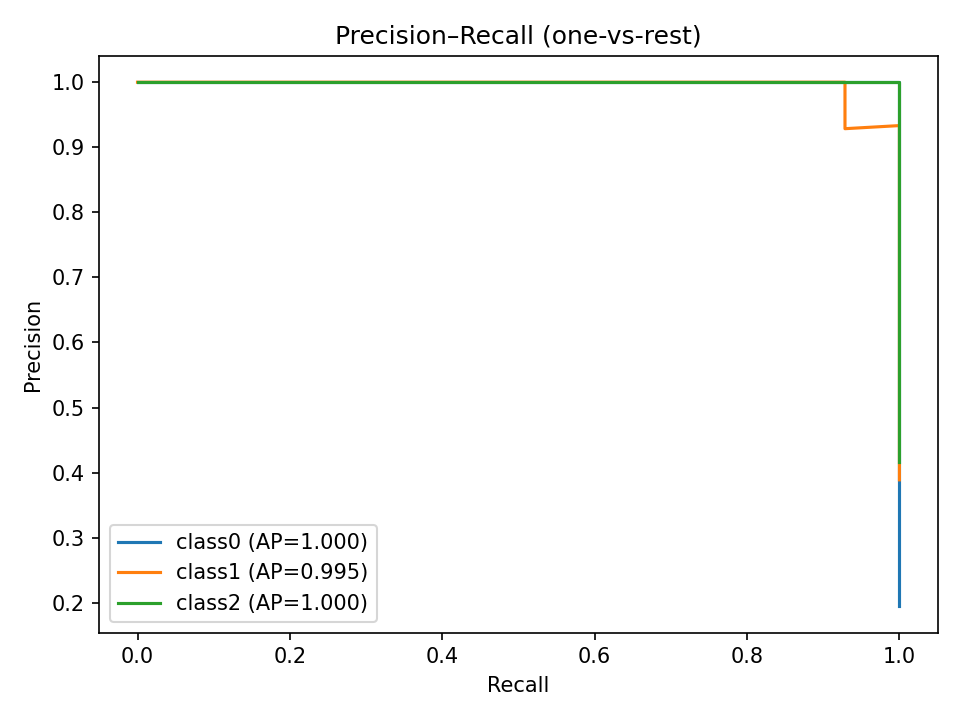 Precision–Recall (one-vs-rest)
Precision
1.0
0.9
0.8
0.7
0.6
0.5
0.4
0.3
0.2
class0 (AP=1.000)
class1 (AP=0.995)
class2 (AP=1.000)
0.0 0.2 0.4 0.6 0.8 1.0
Recall